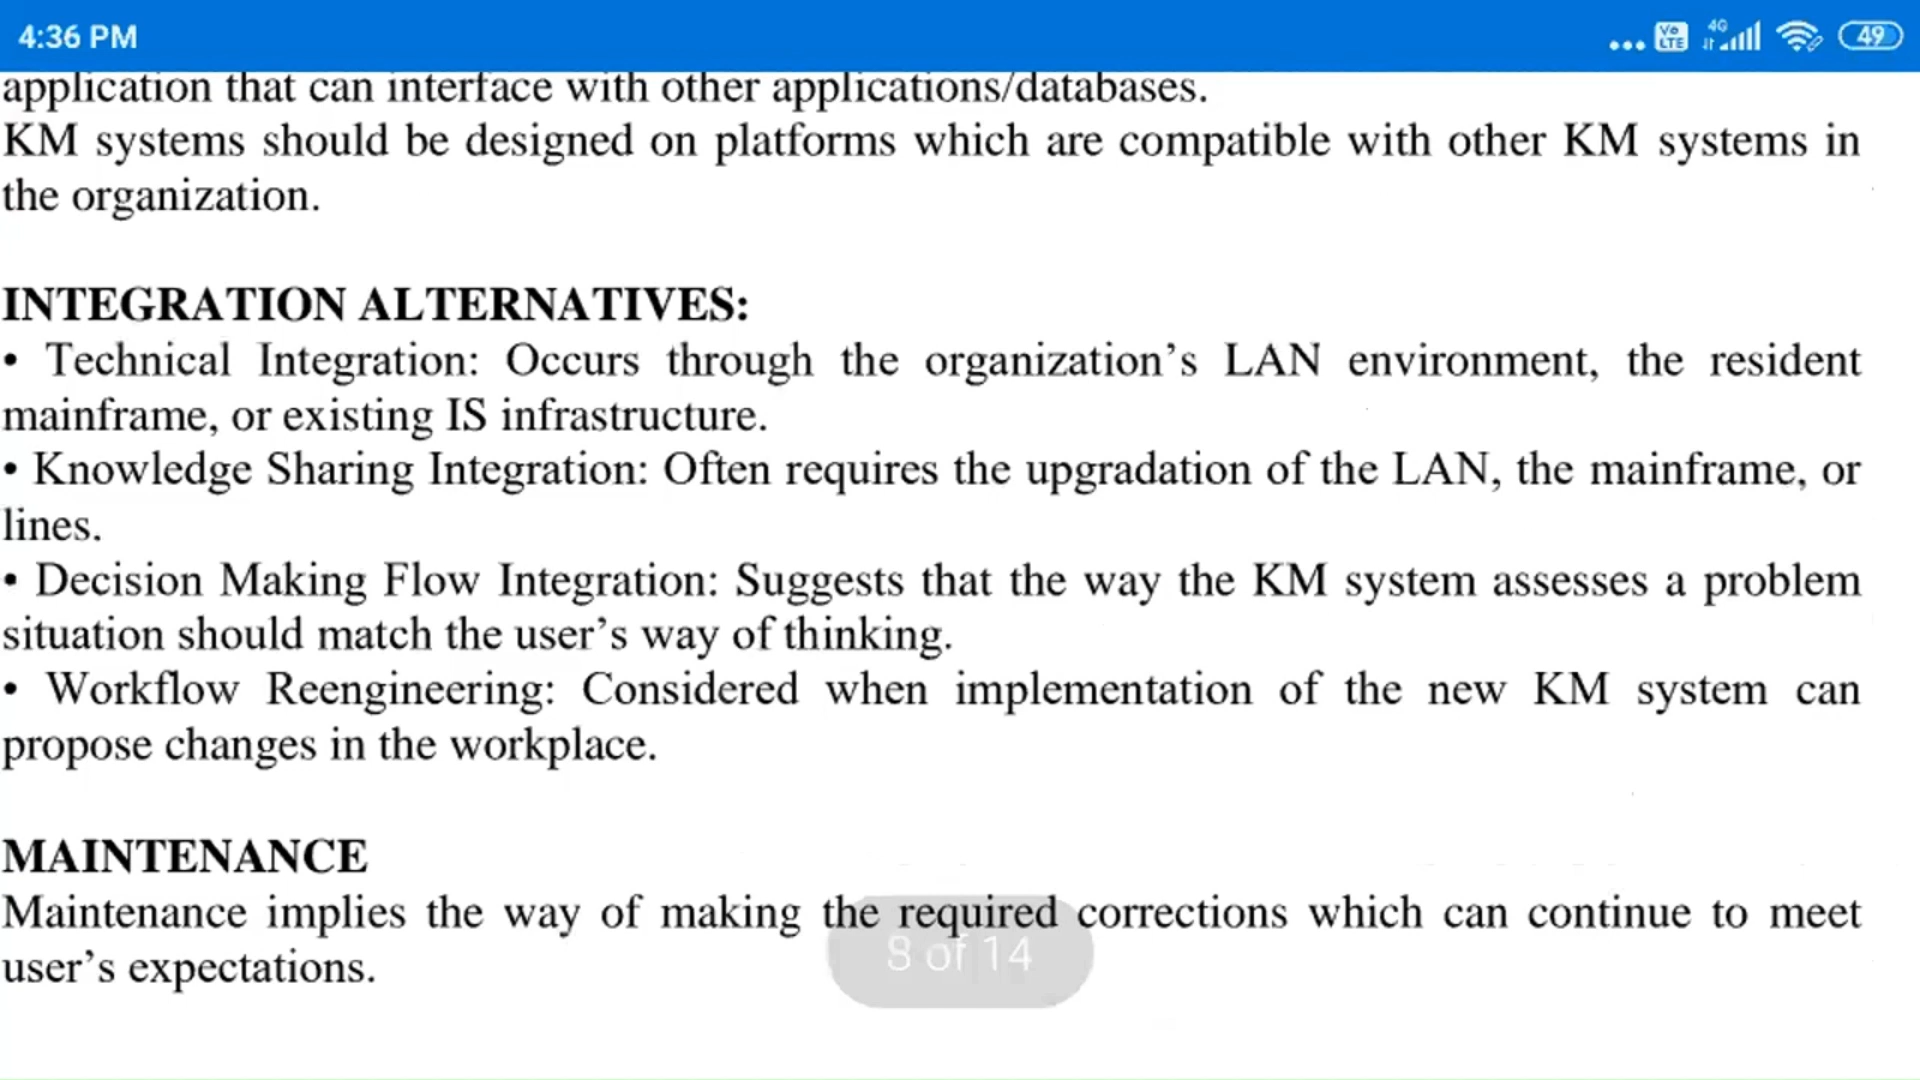 4:36 PM
Vo LTE 4G 49
application that can interface with other applications/databases.
KM systems should be designed on platforms which are compatible with other KM systems in
the organization.
INTEGRATION ALTERNATIVES:
• Technical Integration: Occurs through the organization’s LAN environment, the resident
mainframe, or existing IS infrastructure.
• Knowledge Sharing Integration: Often requires the upgradation of the LAN, the mainframe, or
lines.
• Decision Making Flow Integration: Suggests that the way the KM system assesses a problem
situation should match the user’s way of thinking.
• Workflow Reengineering: Considered when implementation of the new KM system can
propose changes in the workplace.
MAINTENANCE
Maintenance implies the way of making the required corrections which can continue to meet
user’s expectations.
8 of 14